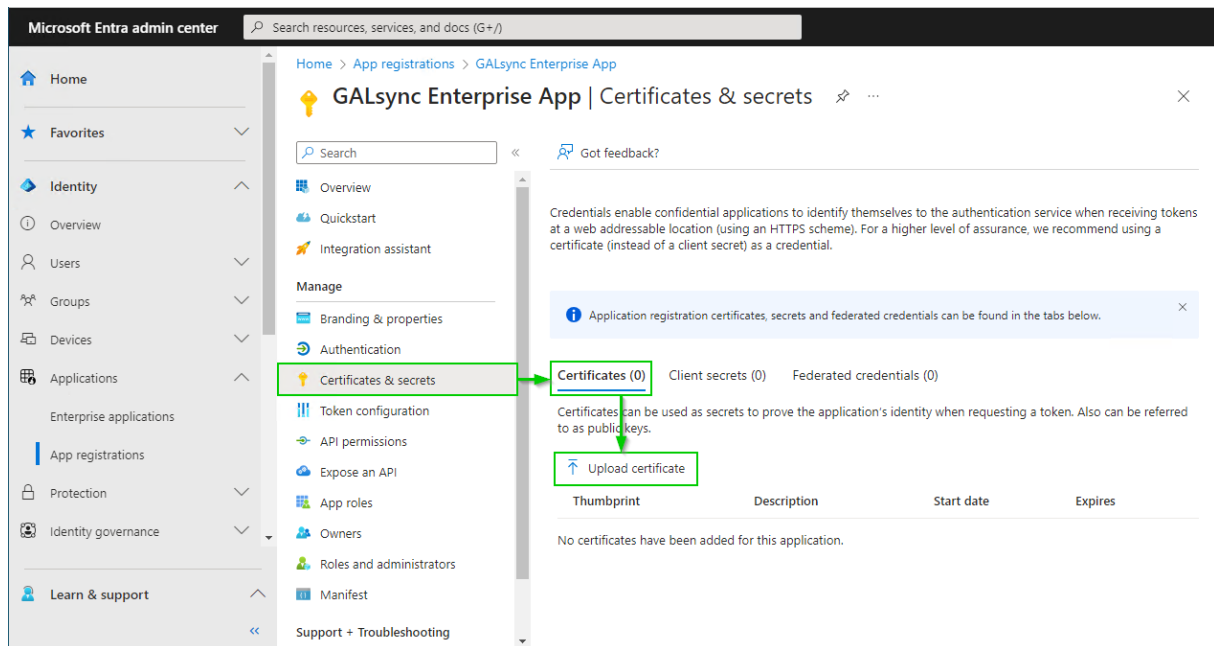 Microsoft Entra admin center
Search resources, services, and docs (G+/)
Home
Favorites
Identity
Overview
Users
Groups
Devices
Applications
Enterprise applications
App registrations
Protection
Identity governance
Learn & support
Home > App registrations > GALsync Enterprise App
GALsync Enterprise App | Certificates & secrets
Search
Overview
Quickstart
Integration assistant
Manage
Branding & properties
Authentication
Certificates & secrets
Token configuration
API permissions
Expose an API
App roles
Owners
Roles and administrators
Manifest
Support + Troubleshooting
Got feedback?
Credentials enable confidential applications to identify themselves to the authentication service when receiving tokens
at a web addressable location (using an HTTPS scheme). For a higher level of assurance, we recommend using a
certificate (instead of a client secret) as a credential.
Application registration certificates, secrets and federated credentials can be found in the tabs below.
Certificates (0) Client secrets (0) Federated credentials (0)
Certificates can be used as secrets to prove the application's identity when requesting a token. Also can be referred
to as public keys.
Upload certificate
Thumbprint Description Start date Expires
No certificates have been added for this application.